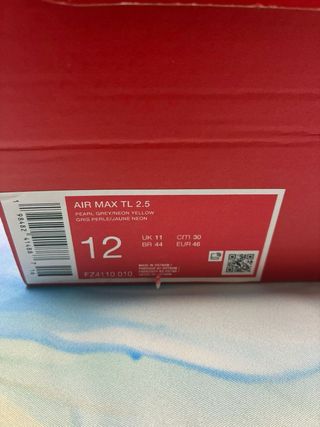 AIR MAX TL 2.5
PEARL GREY/NEON YELLOW
GRIS PERLE/JAUNE NEON
12
UK 11 CM 30
BR 44 EUR 46
FZ4110 010